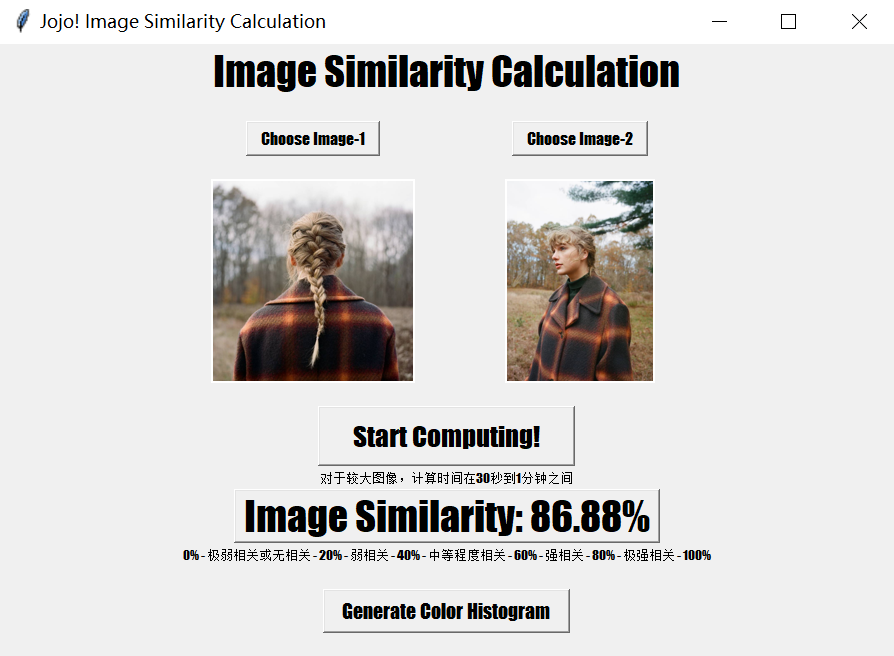 Jojo! Image Similarity Calculation
Image Similarity Calculation
Choose Image-1
Choose Image-2
Start Computing!
对于较大图像，计算时间在30秒到1分钟之间
Image Similarity: 86.88%
0% - 极弱相关或无相关 - 20% - 弱相关 - 40% - 中等程度相关 - 60% - 强相关 - 80% - 极强相关 - 100%
Generate Color Histogram